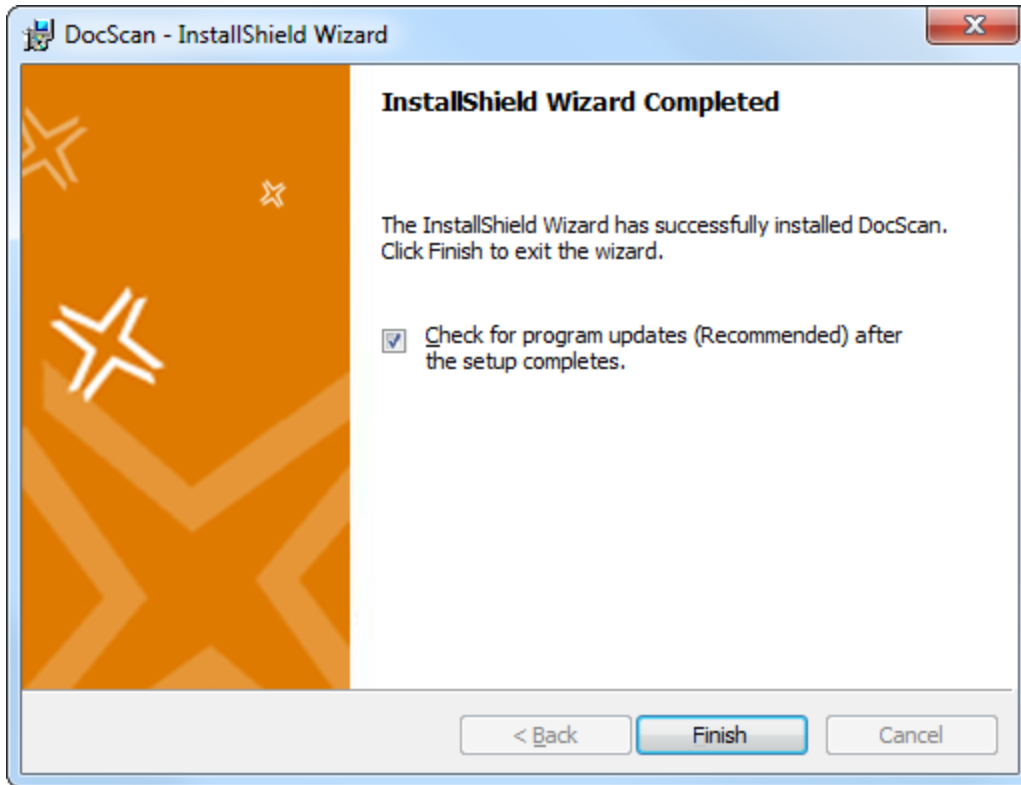 DocScan - InstallShield Wizard
InstallShield Wizard Completed
The InstallShield Wizard has successfully installed DocScan.
Click Finish to exit the wizard.
Check for program updates (Recommended) after
the setup completes.
< Back
Finish
Cancel